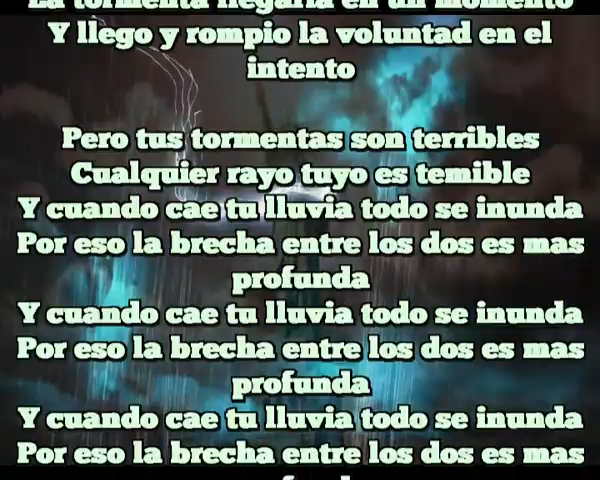 La tormenta llegaria en un momento
Y llego y rompio la voluntad en el
intento
Pero tus tormentas son terribles
Cualquier rayo tuyo es temible
Y cuando cae tu lluvia todo se inunda
Por eso la brecha entre los dos es mas
profunda
Y cuando cae tu lluvia todo se inunda
Por eso la brecha entre los dos es mas
profunda
Y cuando cae tu lluvia todo se inunda
Por eso la brecha entre los dos es mas